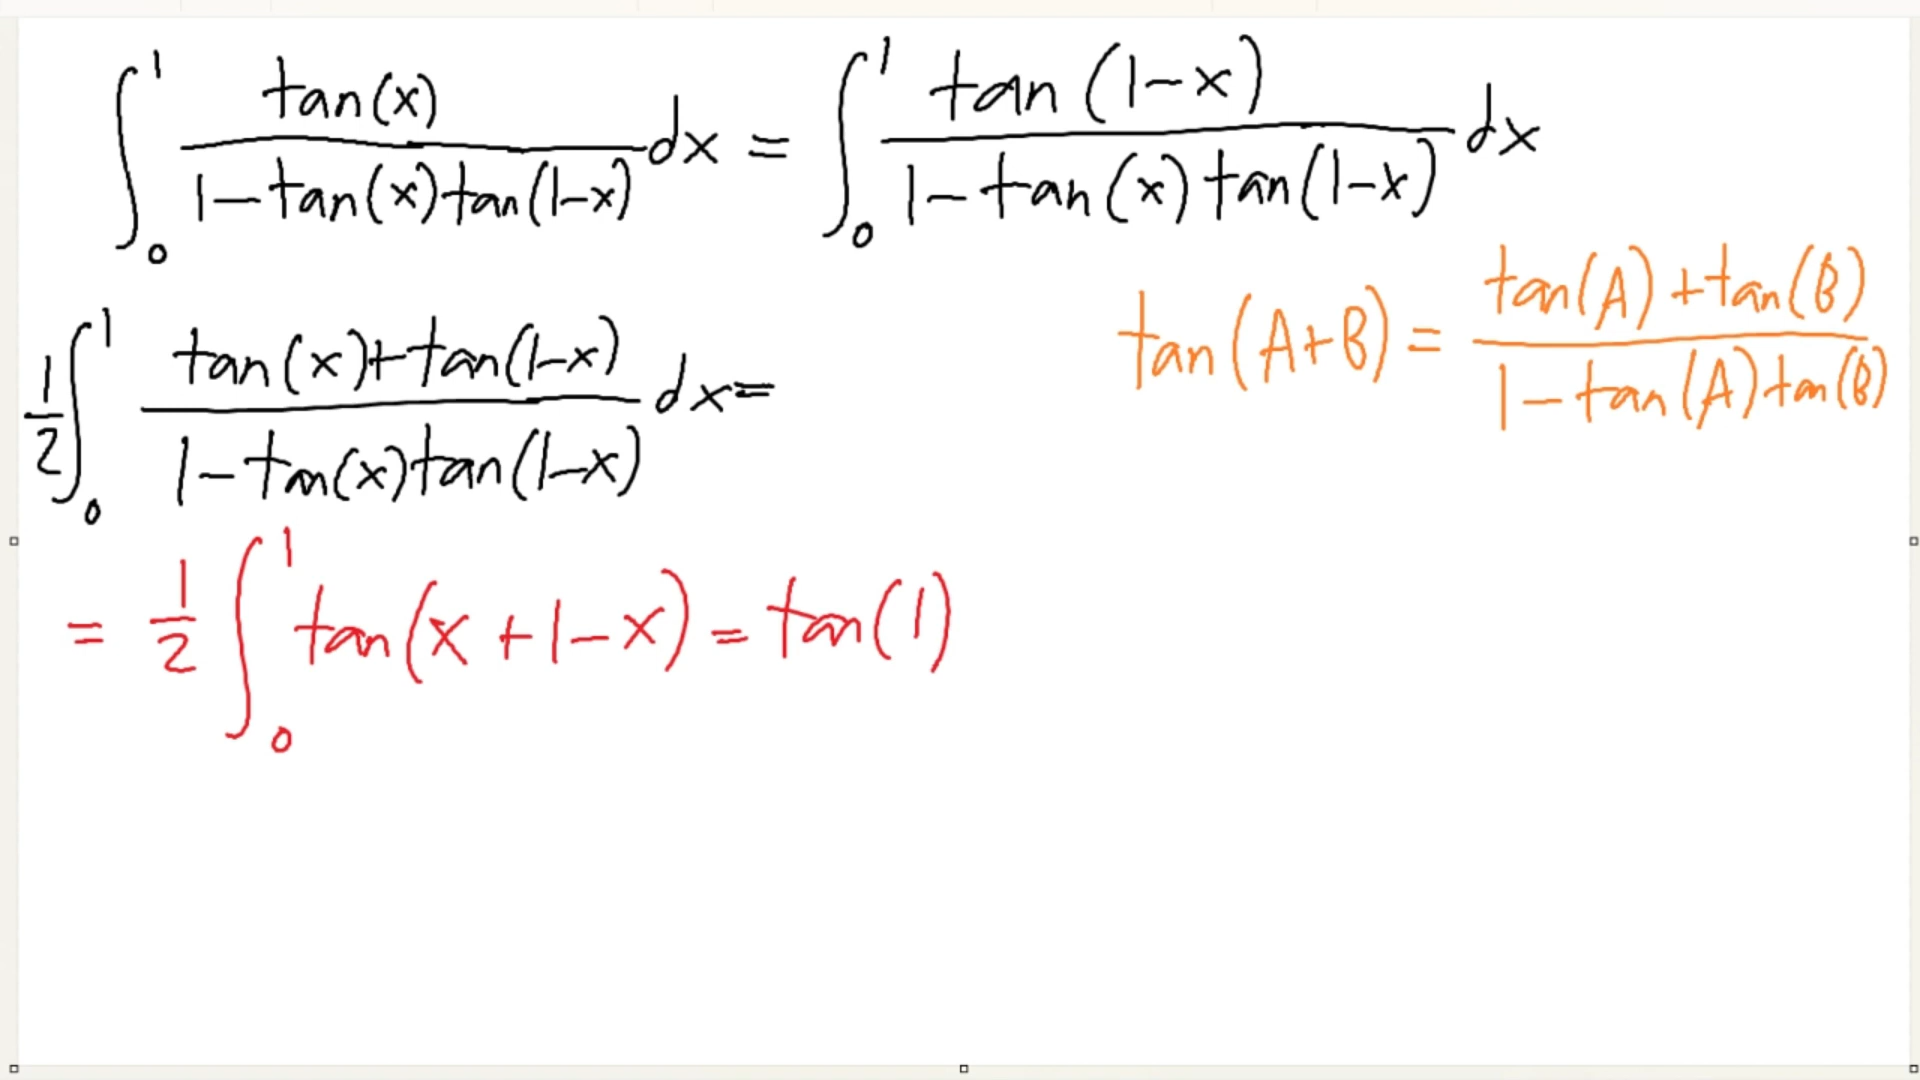 ∫₀¹ tan(x) / (1-tan(x)tan(1-x)) dx = ∫₀¹ tan(1-x) / (1-tan(x)tan(1-x)) dx
tan(A+B) = (tan(A)+tan(B)) / (1-tan(A)tan(B))
1/2 ∫₀¹ (tan(x)+tan(1-x)) / (1-tan(x)tan(1-x)) dx =
= 1/2 ∫₀¹ tan(x+1-x) = tan(1)